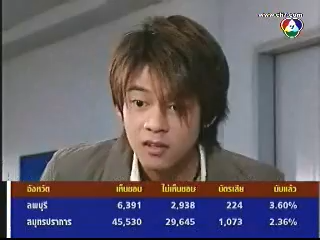 www.ch7.com
7
จังหวัด เห็นชอบ ไม่เห็นชอบ บัตรเสีย นับแล้ว
ลพบุรี 6,391 2,938 224 3.60%
สมุทรปราการ 45,530 29,645 1,073 2.36%